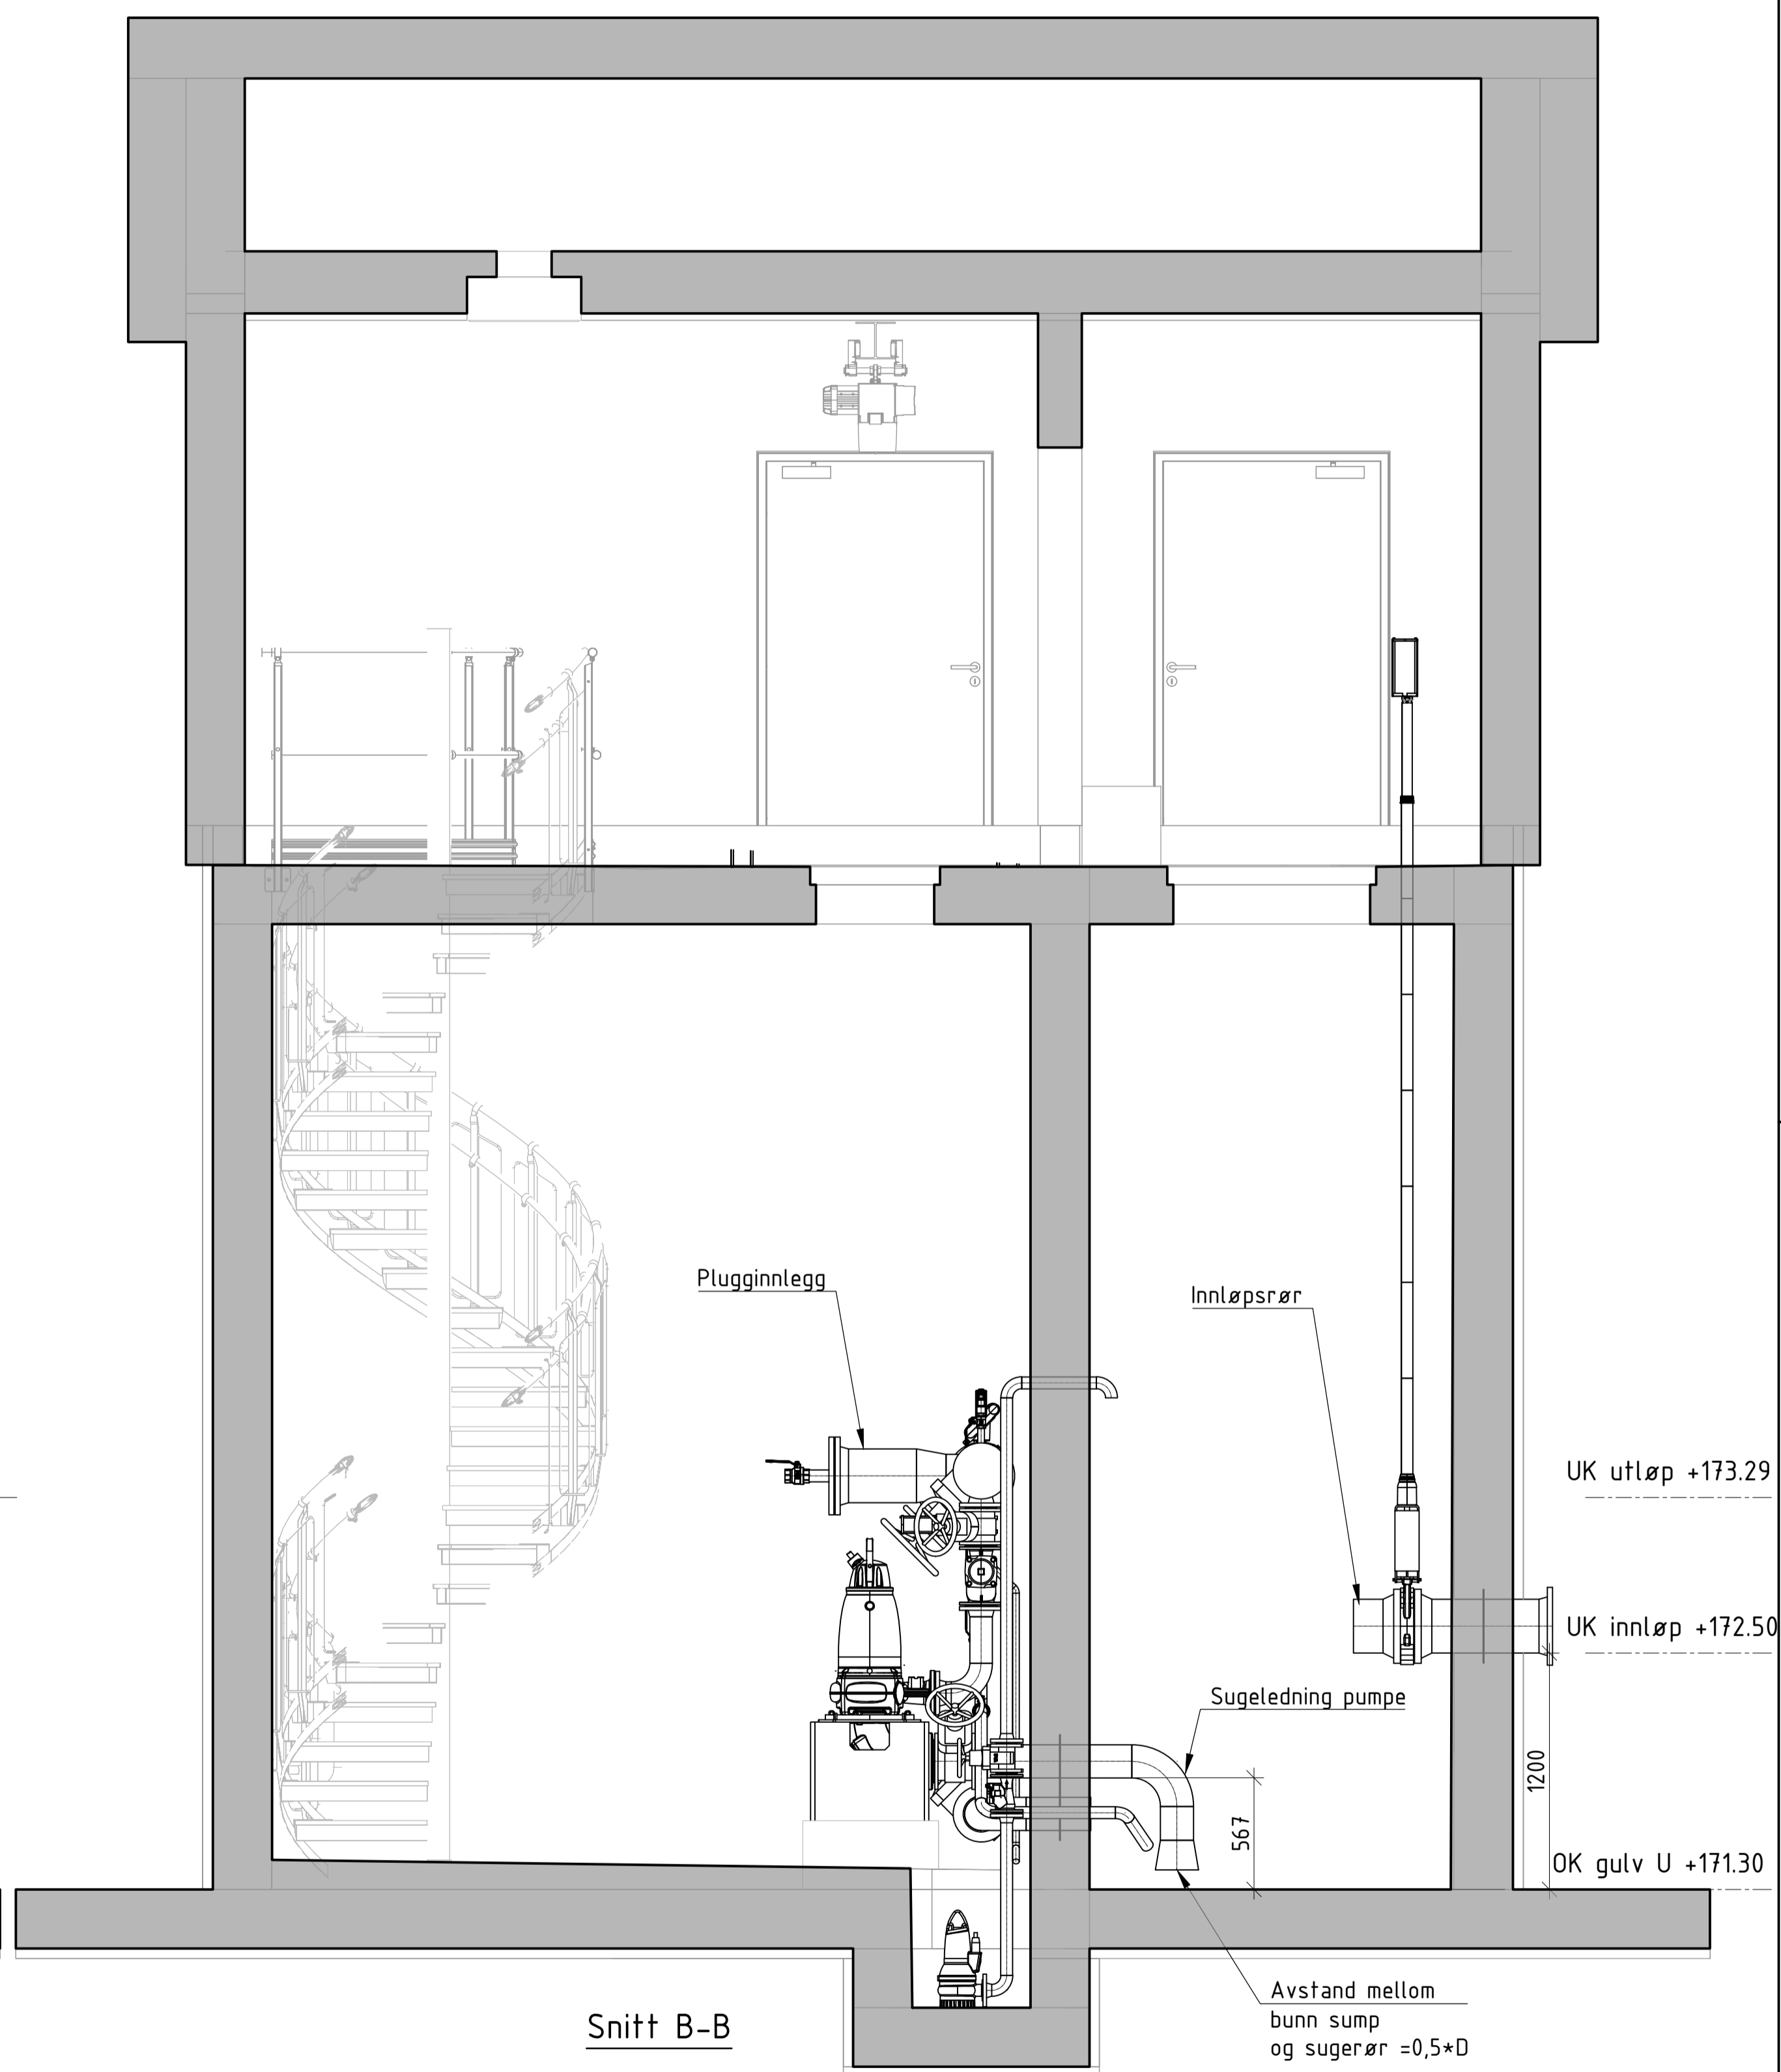 Plugginnlegg
Innløpsrør
UK utløp +173.29
UK innløp +172.50
Sugeledning pumpe
1200
567
OK gulv U +171.30
Avstand mellom
bunn sump
og sugerør =0,5*D
Snitt B-B